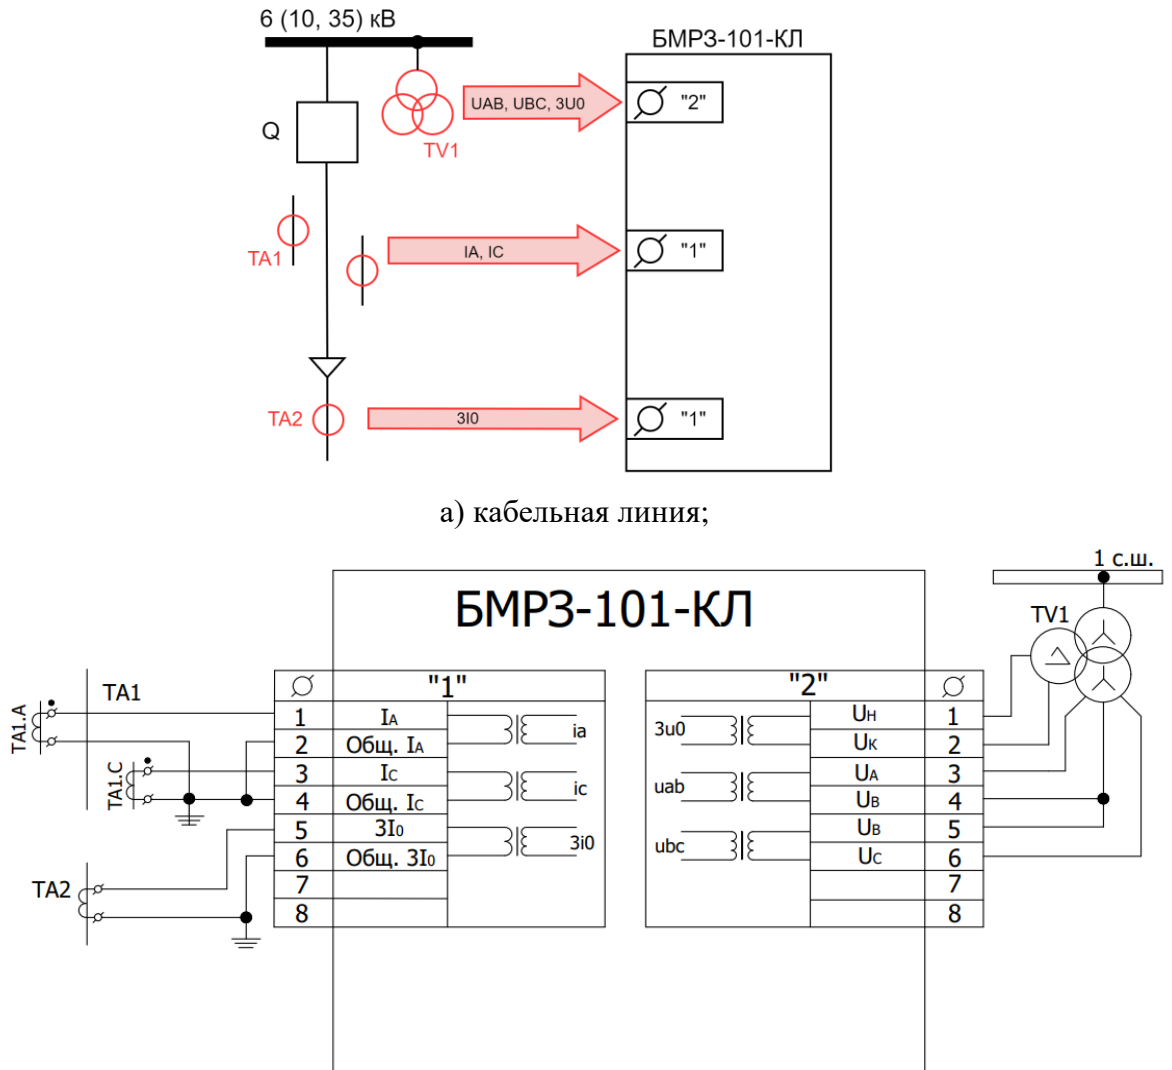 6 (10, 35) кВ
БМРЗ-101-КЛ
UAB, UBC, 3U0
"2"
Q
TV1
TA1
IA, IC
"1"
TA2
3I0
"1"
а) кабельная линия;
1 с.ш.
БМРЗ-101-КЛ
TV1
TA1
TA1.A
TA1.C
TA2
"1"
1 IA ia
2 Общ. IA
3 IC ic
4 Общ. IC
5 3I0 3i0
6 Общ. 3I0
7
8
"2"
3u0 UН 1
UК 2
uab UA 3
UB 4
ubc UB 5
UC 6
7
8